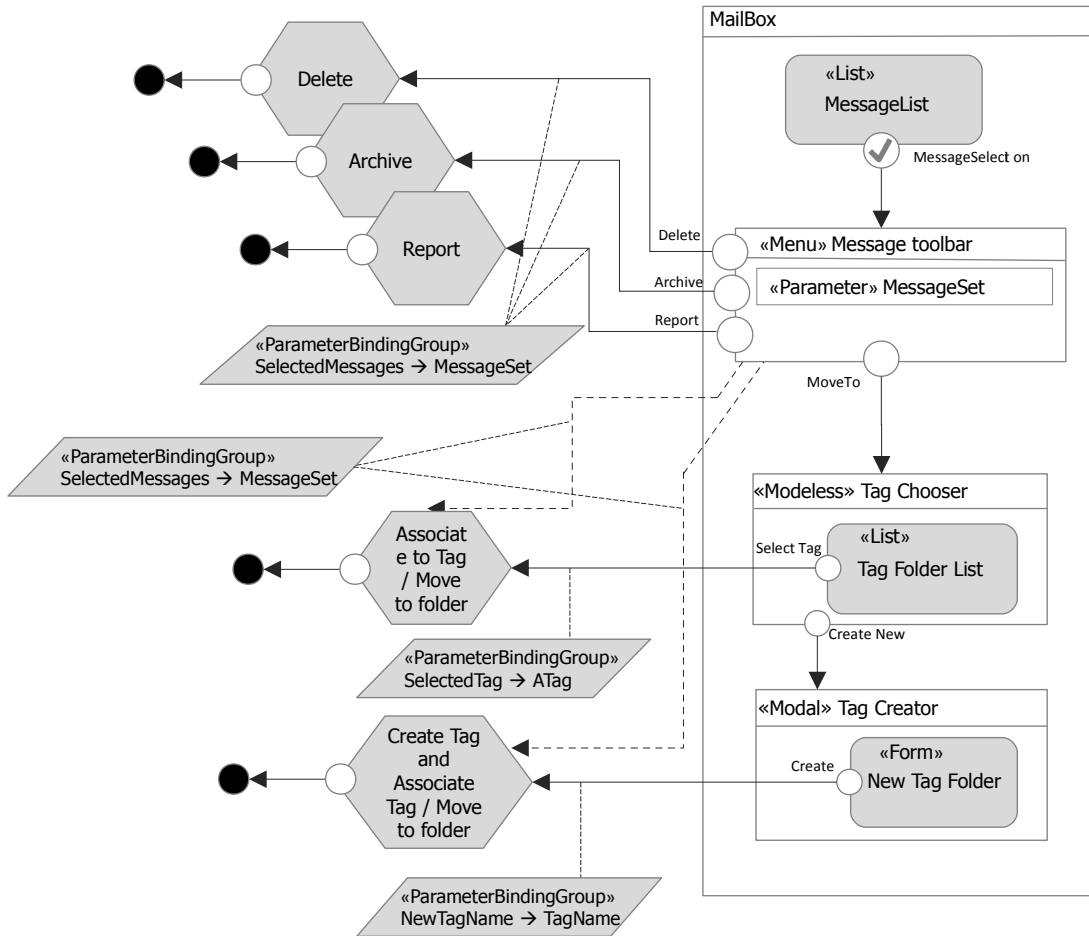 MailBox
«List»
MessageList
MessageSelect on
Delete
Archive
Report
Delete
Archive
Report
«Menu» Message toolbar
«Parameter» MessageSet
MoveTo
«ParameterBindingGroup»
SelectedMessages → MessageSet
«ParameterBindingGroup»
SelectedMessages → MessageSet
«Modeless» Tag Chooser
«List»
Tag Folder List
Select Tag
Create New
Associat
e to Tag
/ Move
to folder
«ParameterBindingGroup»
SelectedTag → ATag
«Modal» Tag Creator
«Form»
New Tag Folder
Create
Create Tag
and
Associate
Tag / Move
to folder
«ParameterBindingGroup»
NewTagName → TagName